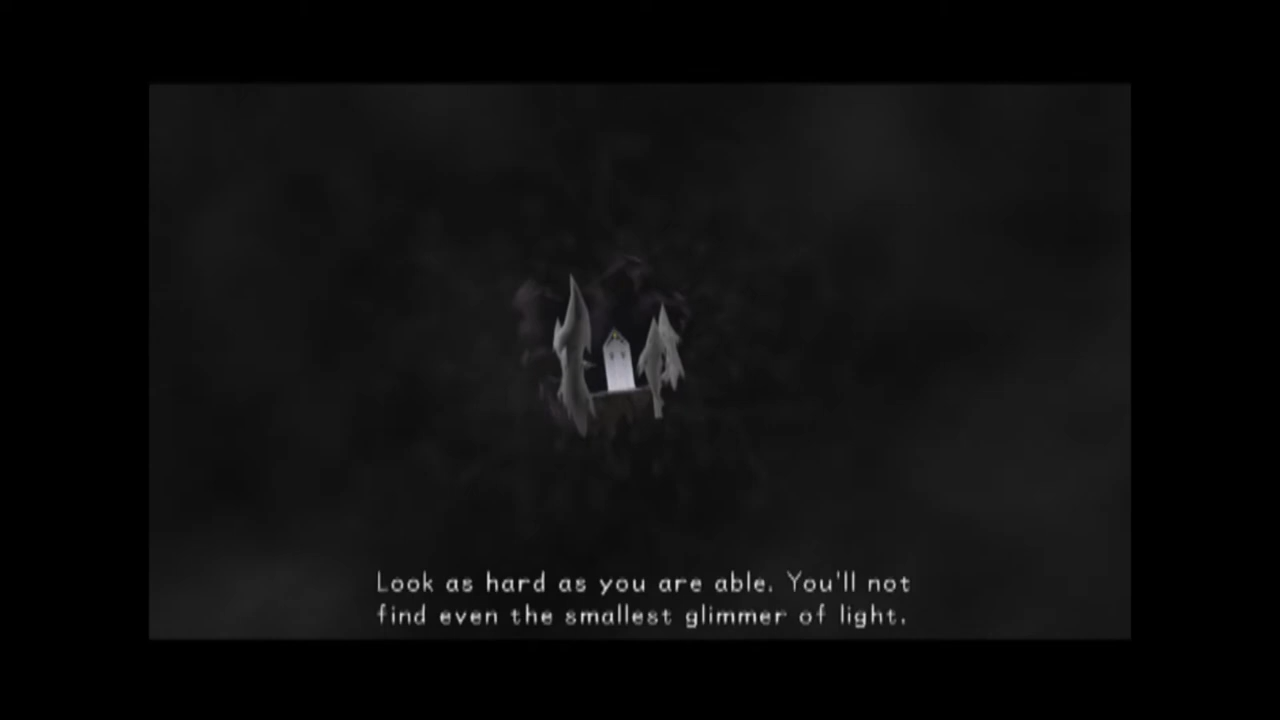 Look as hard as you are able. You'll not
find even the smallest glimmer of light.